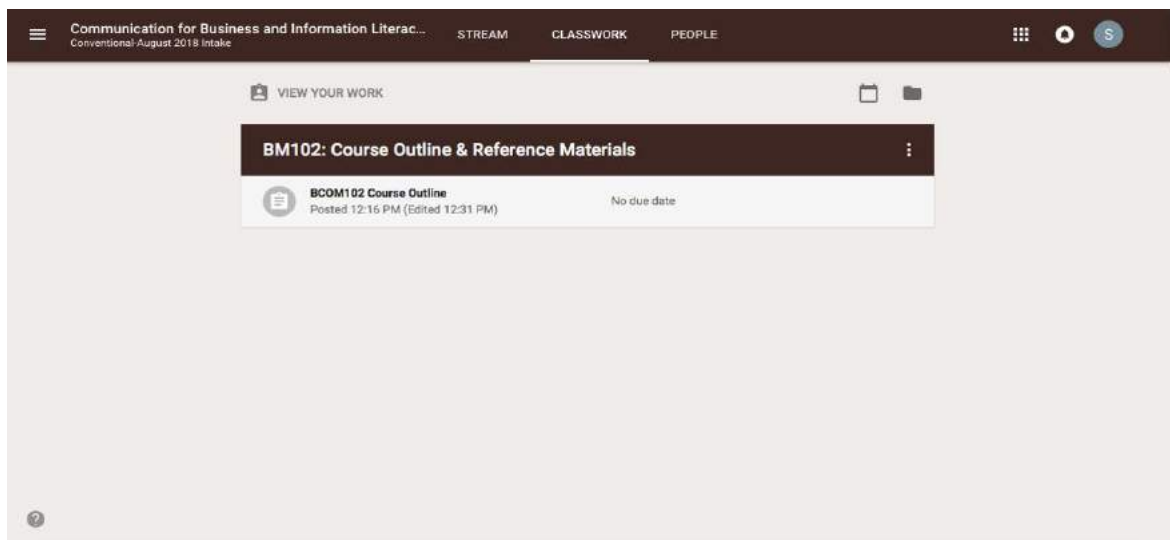 Communication for Business and Information Literac...
Conventional-August 2018 Intake
STREAM
CLASSWORK
PEOPLE
S
VIEW YOUR WORK
BM102: Course Outline & Reference Materials
BCOM102 Course Outline
Posted 12:16 PM (Edited 12:31 PM)
No due date